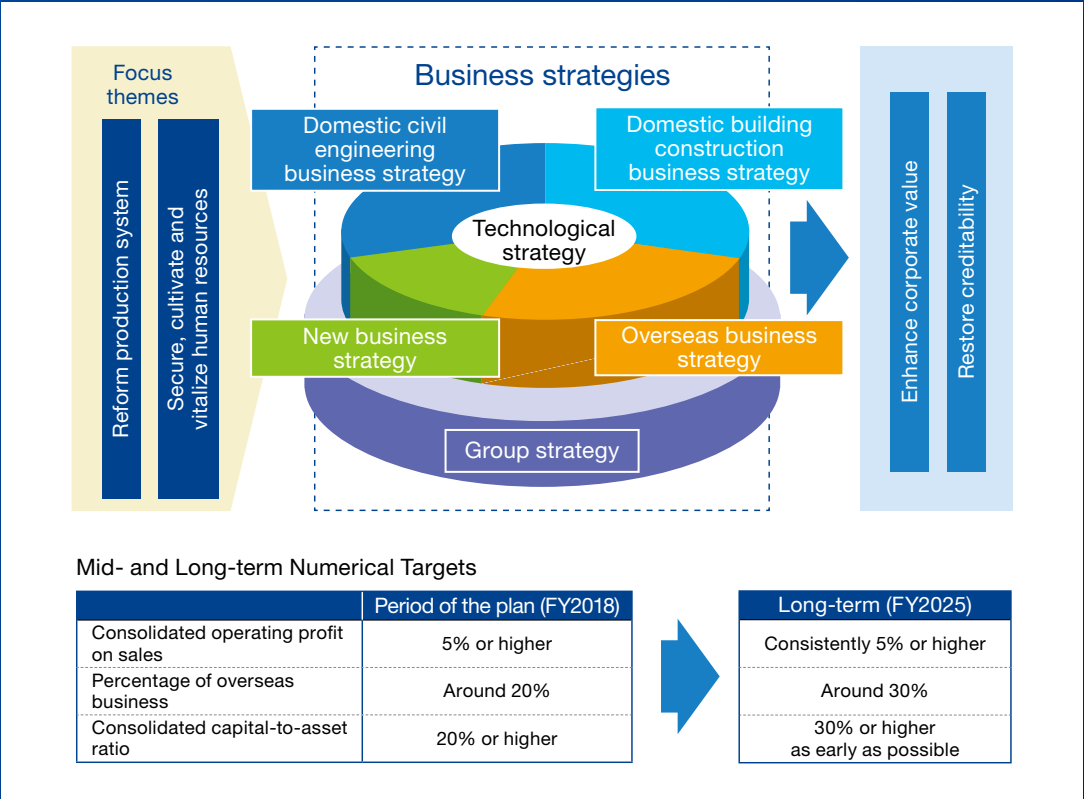 Focus
themes
Reform production system
Secure, cultivate and
vitalize human resources
Business strategies
Domestic civil
engineering
business strategy
Domestic building
construction
business strategy
Technological
strategy
New business
strategy
Overseas business
strategy
Group strategy
Enhance corporate value
Restore creditability
Mid- and Long-term Numerical Targets
Period of the plan (FY2018)
Long-term (FY2025)
Consolidated operating profit
on sales
5% or higher
Consistently 5% or higher
Percentage of overseas
business
Around 20%
Around 30%
Consolidated capital-to-asset
ratio
20% or higher
30% or higher
as early as possible